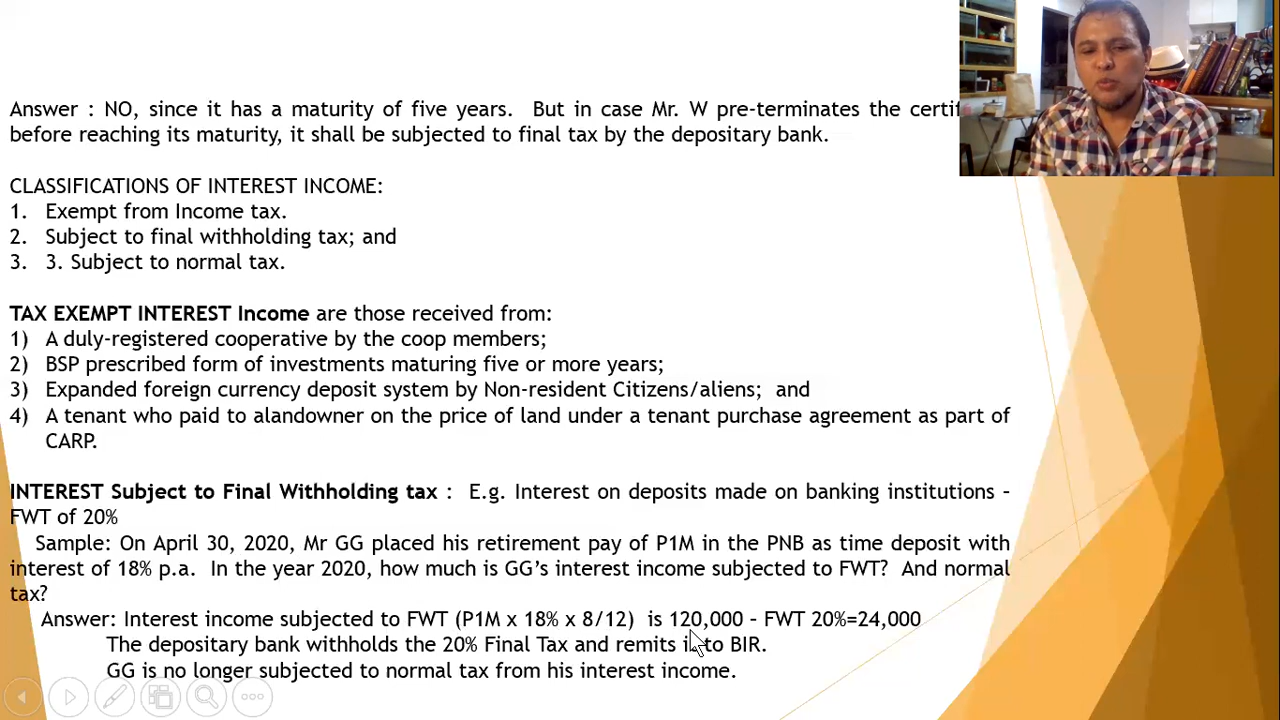 Answer : NO, since it has a maturity of five years. But in case Mr. W pre-terminates the
before reaching its maturity, it shall be subjected to final tax by the depositary bank.
CLASSIFICATIONS OF INTEREST INCOME:
1. Exempt from Income tax.
2. Subject to final withholding tax; and
3. 3. Subject to normal tax.
TAX EXEMPT INTEREST Income are those received from:
1) A duly-registered cooperative by the coop members;
2) BSP prescribed form of investments maturing five or more years;
3) Expanded foreign currency deposit system by Non-resident Citizens/aliens; and
4) A tenant who paid to alandowner on the price of land under a tenant purchase agreement as part of
CARP.
INTEREST Subject to Final Withholding tax : E.g. Interest on deposits made on banking institutions –
FWT of 20%
Sample: On April 30, 2020, Mr GG placed his retirement pay of P1M in the PNB as time deposit with
interest of 18% p.a. In the year 2020, how much is GG's interest income subjected to FWT? And normal
tax?
Answer: Interest income subjected to FWT (P1M x 18% x 8/12) is 120,000 – FWT 20%=24,000
The depositary bank withholds the 20% Final Tax and remits it to BIR.
GG is no longer subjected to normal tax from his interest income.